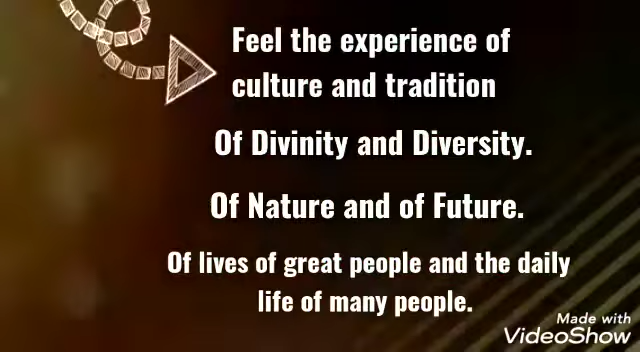 Feel the experience of
culture and tradition
Of Divinity and Diversity.
Of Nature and of Future.
Of lives of great people and the daily
life of many people.
Made with
VideoShow